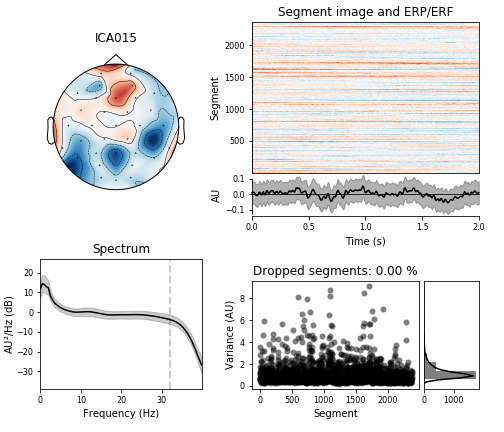 ICA015
Segment image and ERP/ERF
Segment
2000
1500
1000
500
AU
0.1
0.0
−0.1
0.0 0.5 1.0 1.5 2.0
Time (s)
Spectrum
AU²/Hz (dB)
20
10
0
−10
−20
−30
0 10 20 30
Frequency (Hz)
Dropped segments: 0.00 %
Variance (AU)
8
6
4
2
0
0 500 1000 1500 2000
Segment
0 1000